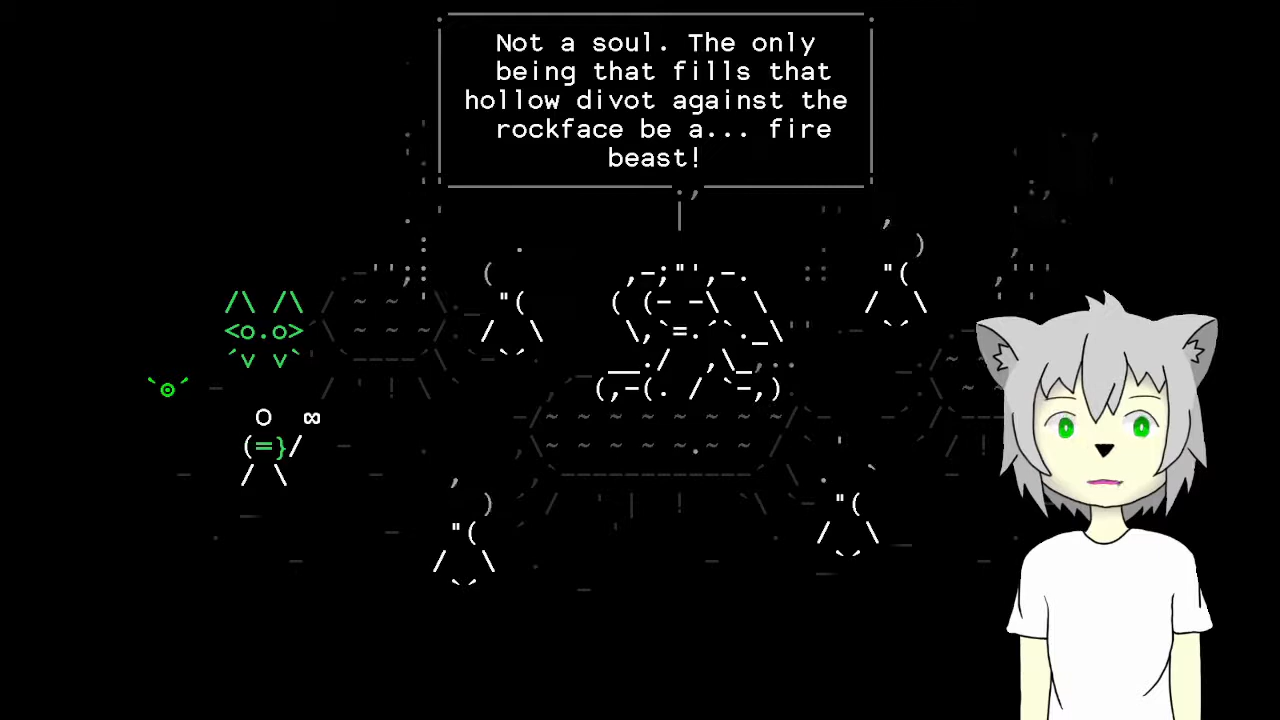 Not a soul. The only
being that fills that
hollow divot against the
rockface be a... fire
beast!